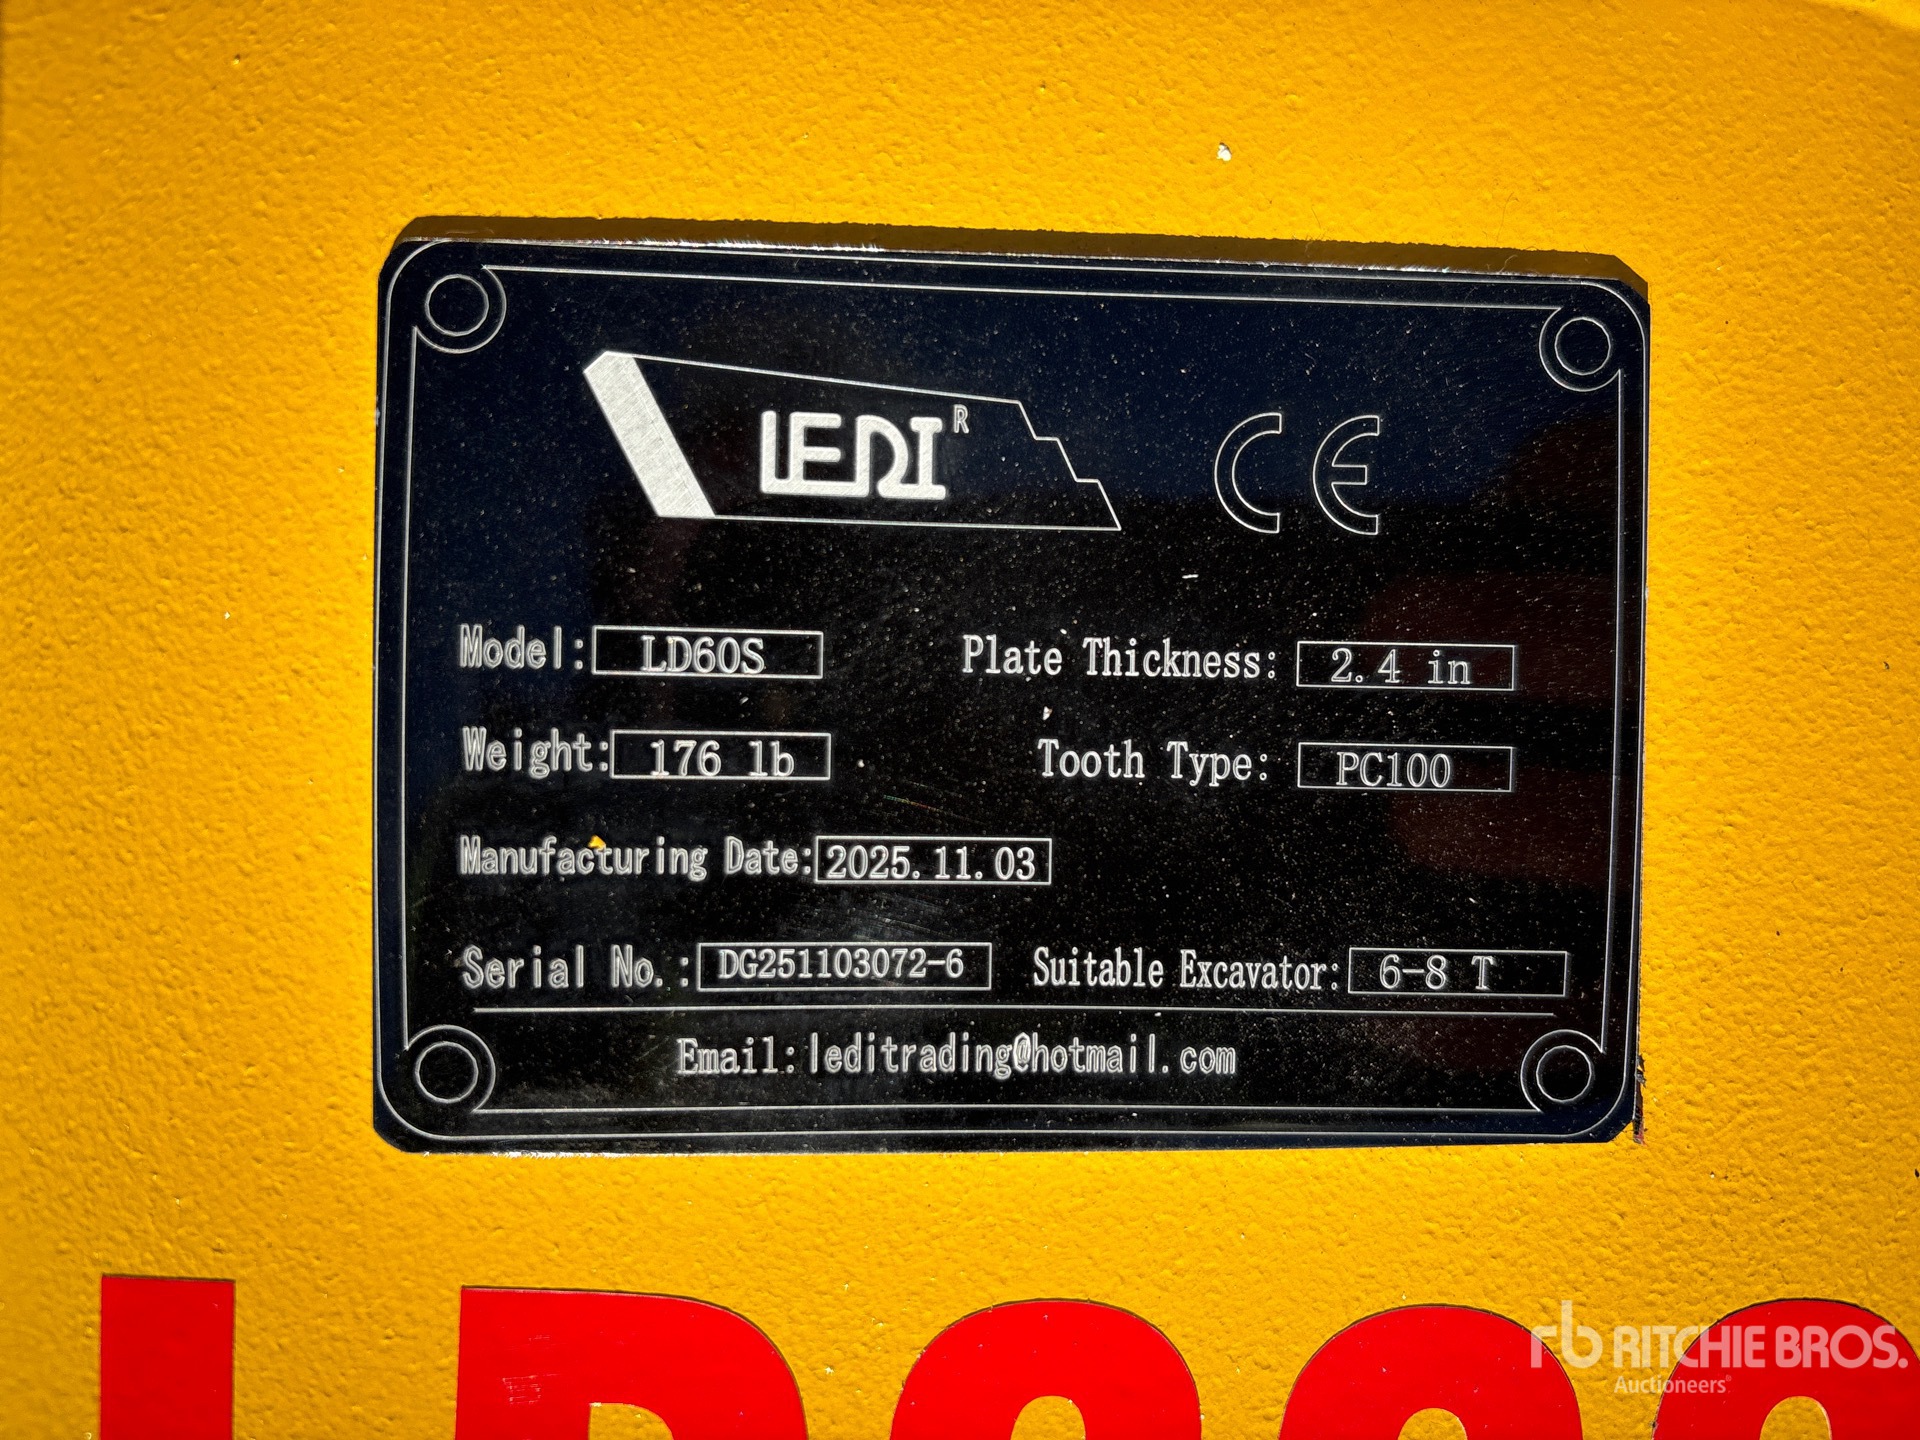 LEDI R CE
Model: LD60S Plate Thickness: 2.4 in
Weight: 176 lb Tooth Type: PC100
Manufacturing Date: 2025.11.03
Serial No.: DG251103072-6 Suitable Excavator: 6-8 T
Email:leditrading@hotmail.com
rb RITCHIE BROS.
Auctioneers